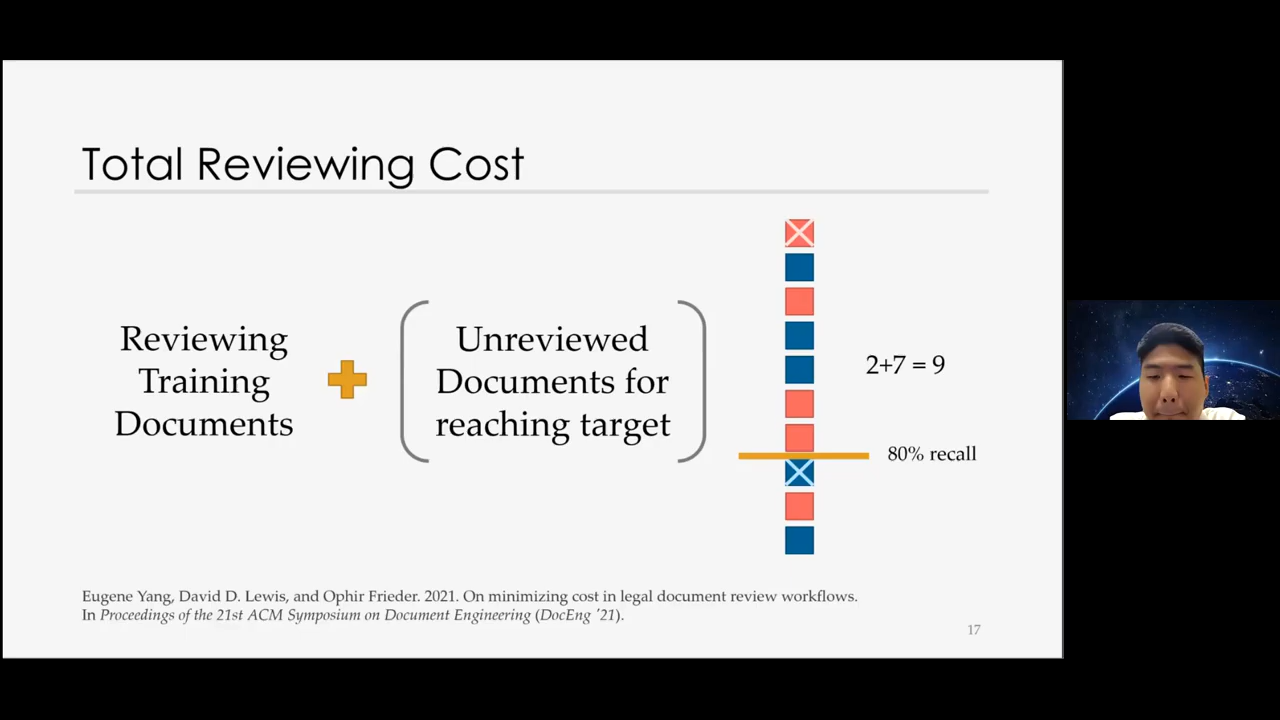 Total Reviewing Cost
Reviewing
Training
Documents
Unreviewed
Documents for
reaching target
2+7 = 9
80% recall
Eugene Yang, David D. Lewis, and Ophir Frieder. 2021. On minimizing cost in legal document review workflows.
In Proceedings of the 21st ACM Symposium on Document Engineering (DocEng '21).
17